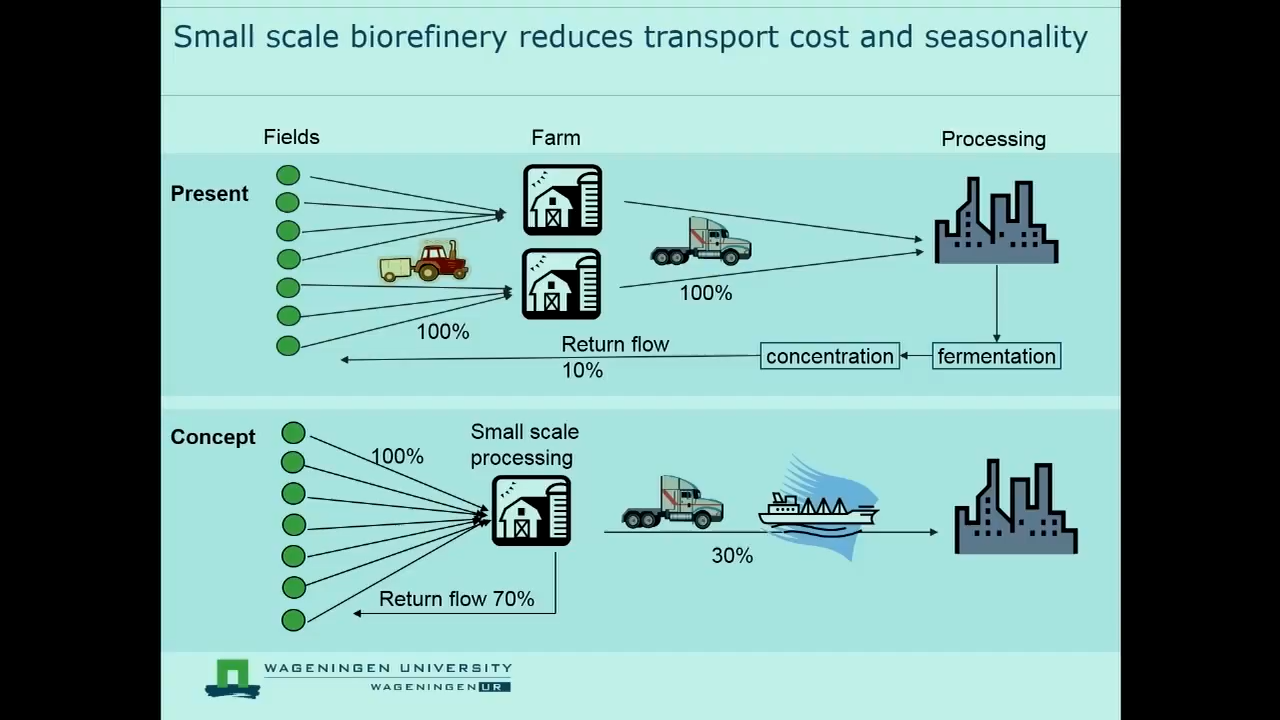 Small scale biorefinery reduces transport cost and seasonality
Fields
Farm
Processing
Present
100%
100%
Return flow
10%
concentration
fermentation
Concept
100%
Small scale
processing
30%
Return flow 70%
WAGENINGEN UNIVERSITY
WAGENINGEN UR